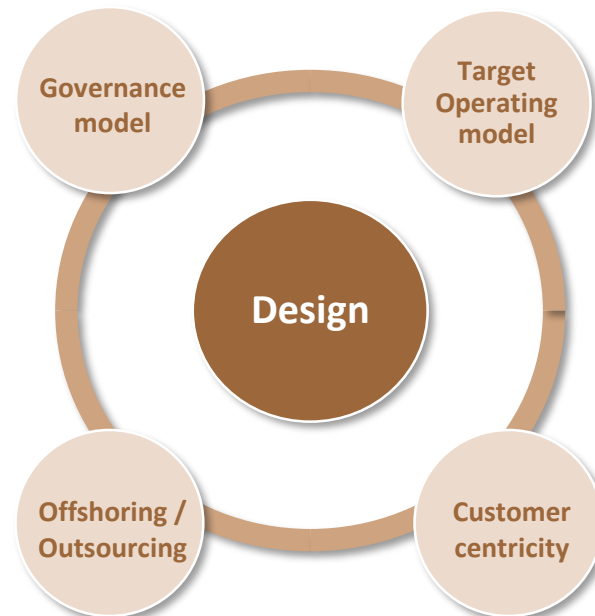 Governance
model
Target
Operating
model
Design
Offshoring /
Outsourcing
Customer
centricity